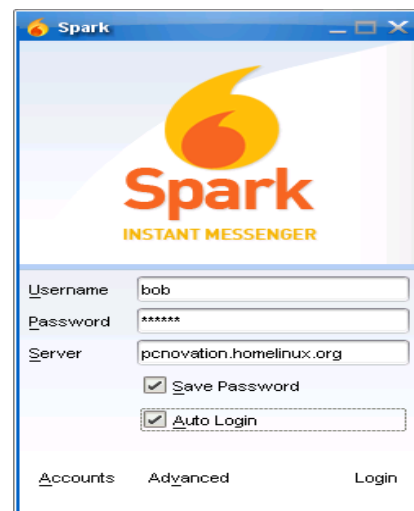 Spark
Spark
INSTANT MESSENGER
Username bob
Password ******
Server pcnovation.homelinux.org
Save Password
Auto Login
Accounts Advanced Login